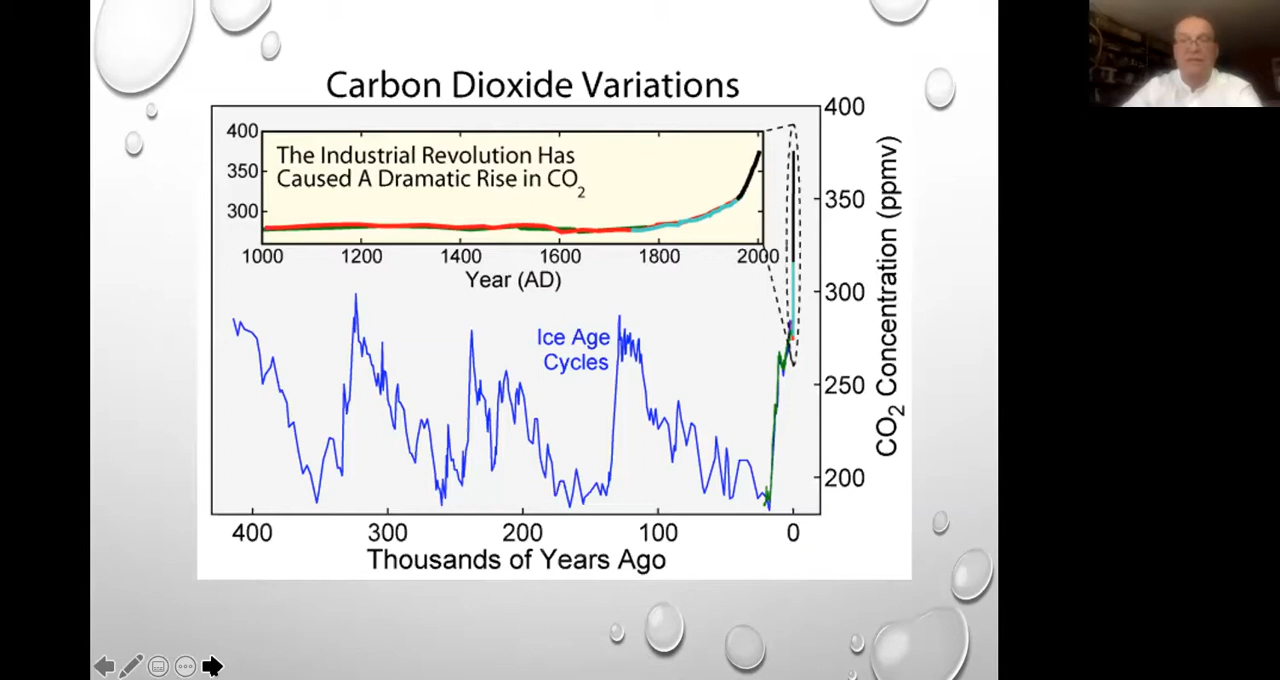 Carbon Dioxide Variations
400
350
300
The Industrial Revolution Has
Caused A Dramatic Rise in CO2
1000 1200 1400 1600 1800 2000
Year (AD)
Ice Age
Cycles
400
350
300
250
200
CO2 Concentration (ppmv)
400 300 200 100 0
Thousands of Years Ago